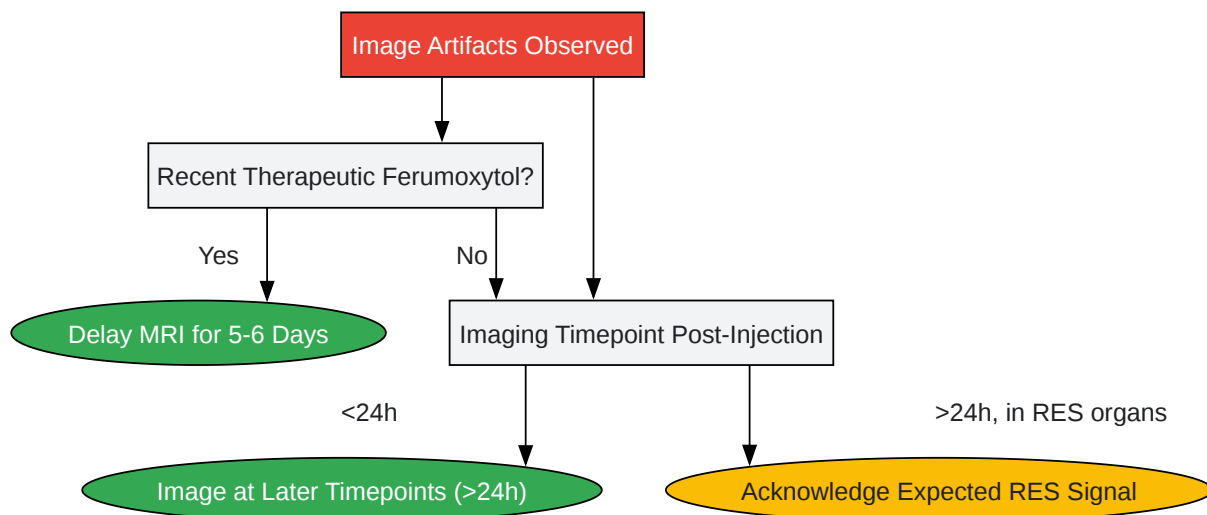 Image Artifacts Observed
Recent Therapeutic Ferumoxytol?
Yes
No
Delay MRI for 5-6 Days
Imaging Timepoint Post-Injection
<24h
>24h, in RES organs
Image at Later Timepoints (>24h)
Acknowledge Expected RES Signal